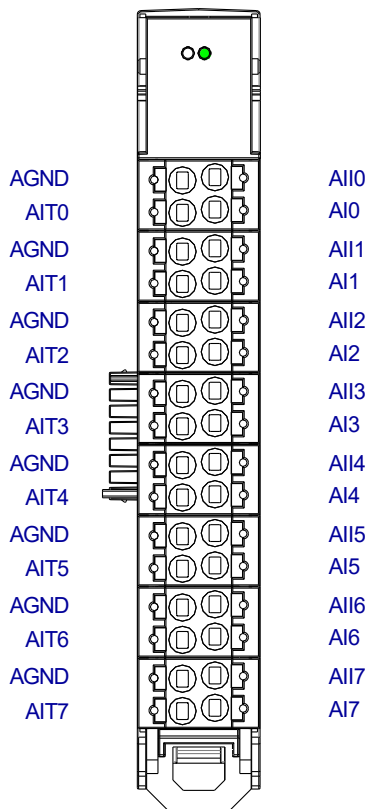 AGND AII0
AIT0 AI0
AGND AII1
AIT1 AI1
AGND AII2
AIT2 AI2
AGND AII3
AIT3 AI3
AGND AII4
AIT4 AI4
AGND AII5
AIT5 AI5
AGND AII6
AIT6 AI6
AGND AII7
AIT7 AI7